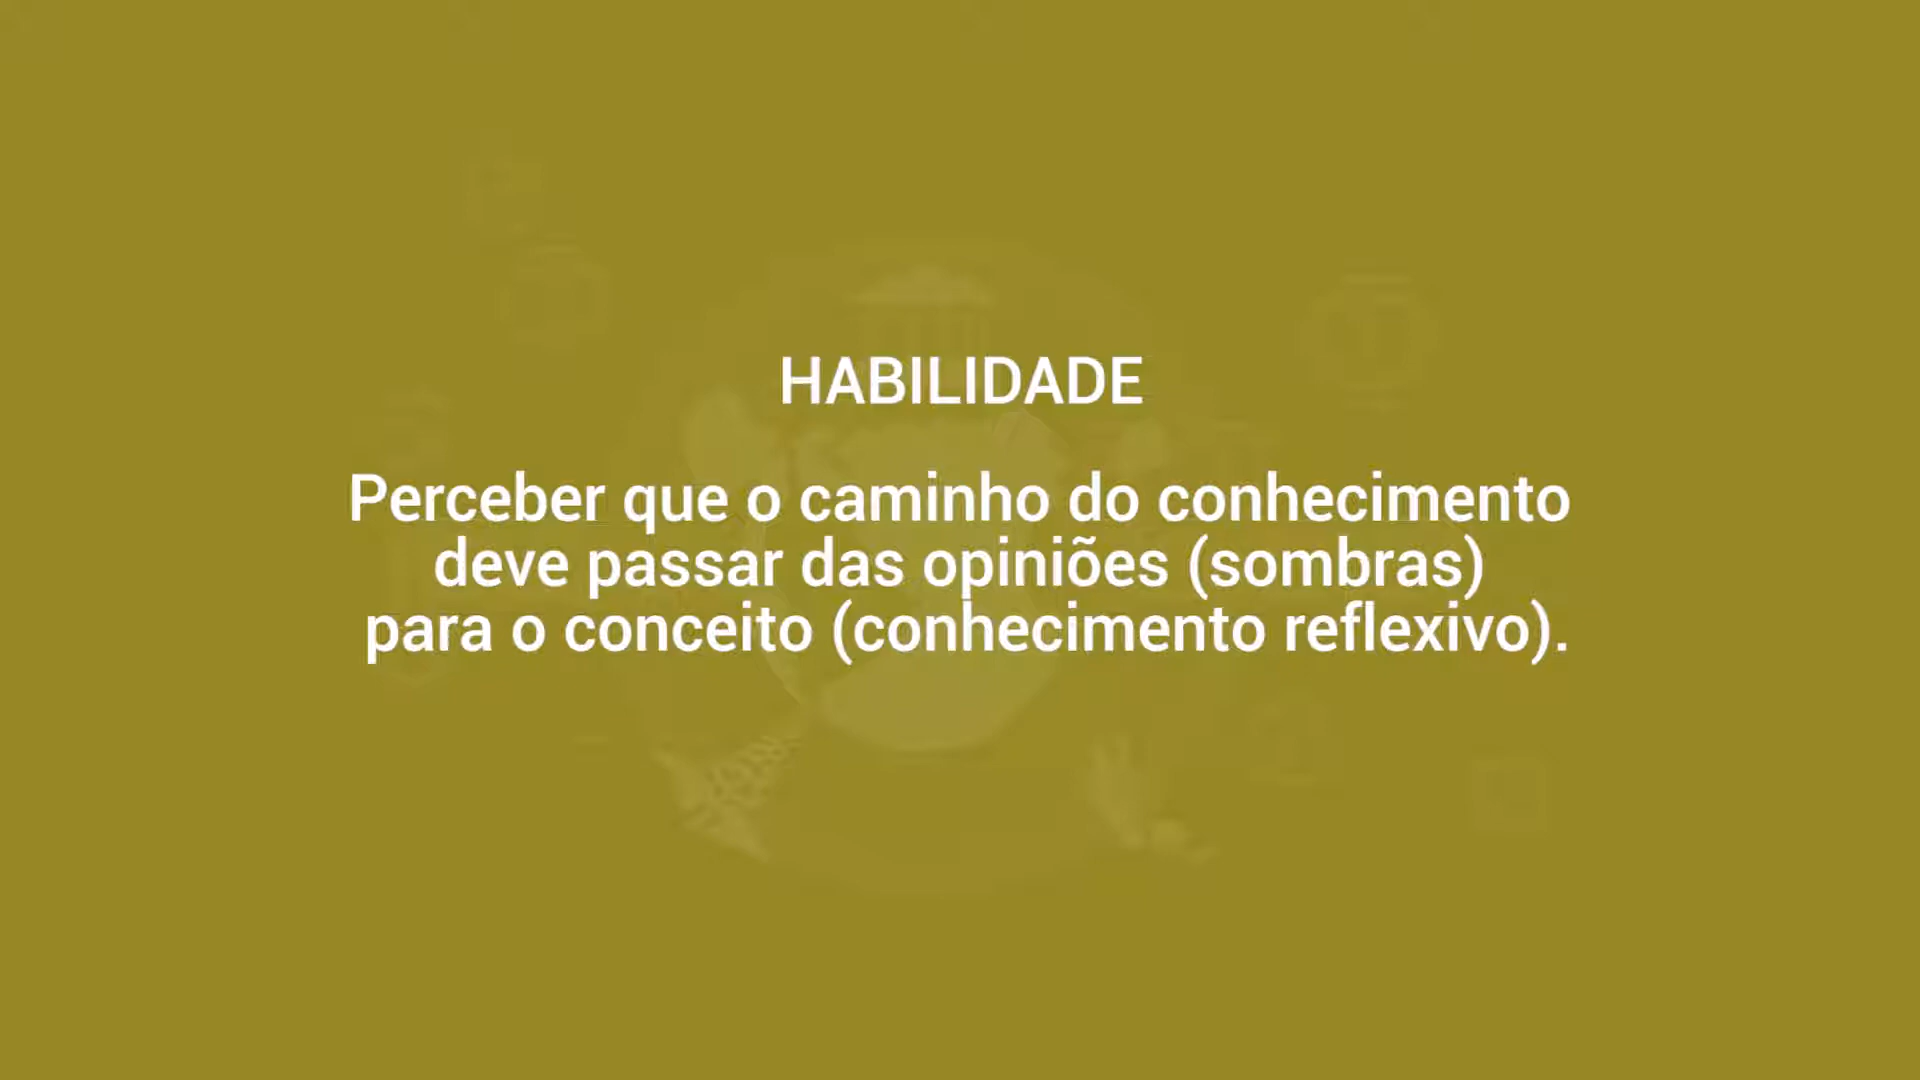 HABILIDADE
Perceber que o caminho do conhecimento
deve passar das opiniões (sombras)
para o conceito (conhecimento reflexivo).